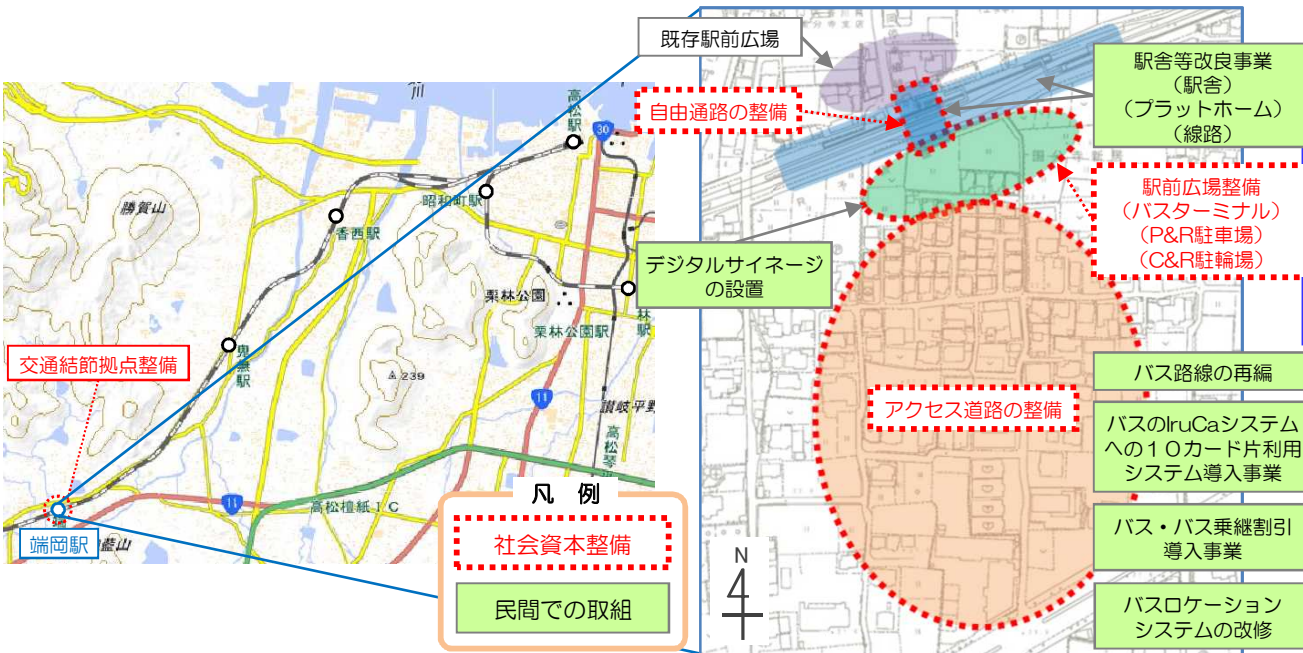 既存駅前広場
自由通路の整備
駅舎等改良事業
(駅舎)
(プラットホーム)
(線路)
駅前広場整備
(バスターミナル)
(P&R駐車場)
(C&R駐輪場)
デジタルサイネージ
の設置
アクセス道路の整備
バス路線の再編
バスのIruCaシステム
への10カード片利用
システム導入事業
バス・バス乗継割引
導入事業
バスロケーション
システムの改修
N
川
高松駅
30
昭和町駅
香西駅
勝賀山
栗林公園
栗林公園駅
林駅
鬼無駅
239
11
讃岐平野
高松琴
交通結節拠点整備
11
高松檀紙IC
端岡駅
藍山
凡 例
社会資本整備
民間での取組